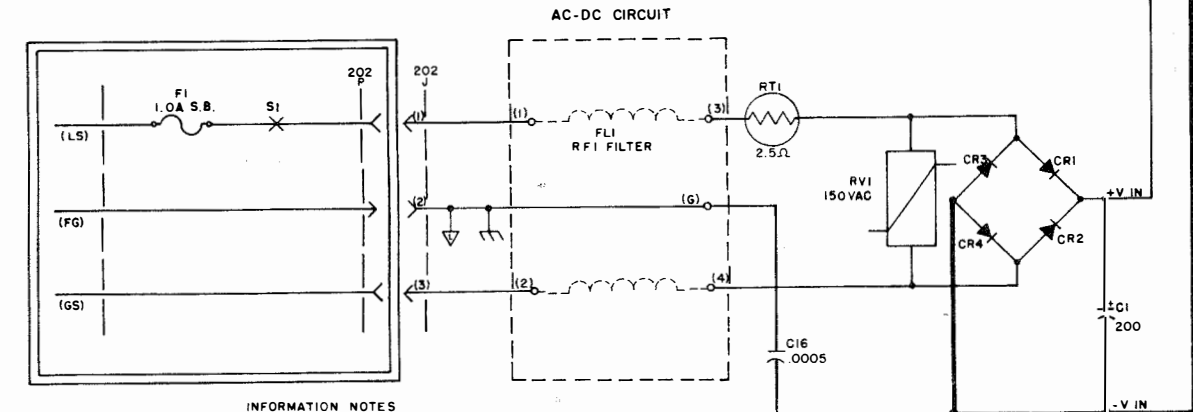 AC-DC CIRCUIT
202
P
202
J
F1
1.0A S.B.
S1
(LS)
(1)
(1)
(3)
FL1
RFI FILTER
RT1
2.5Ω
CR3
CR1
RV1
150VAC
+V IN
(FG)
(2)
(G)
CR4
CR2
(GS)
(3)
(2)
(4)
+
C1
200
C16
.0005
-V IN
INFORMATION NOTES